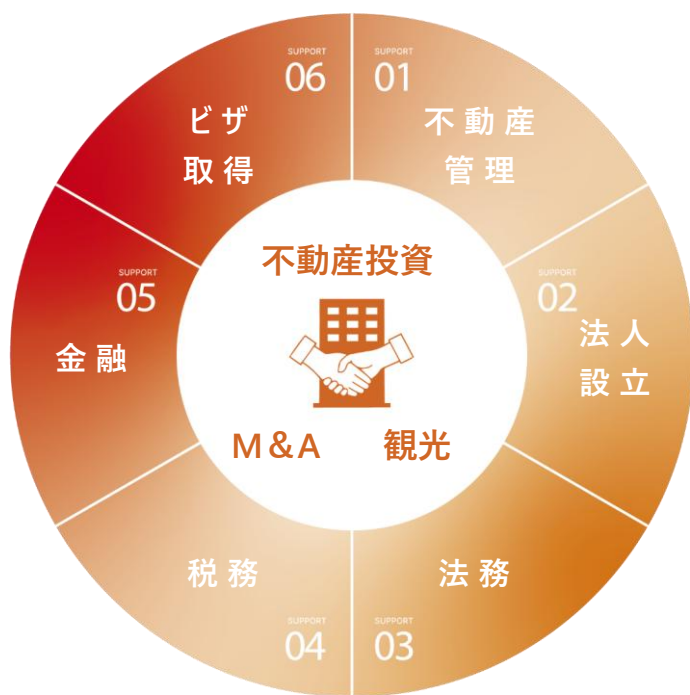 SUPPORT
01
不動産
管理
SUPPORT
02
法人
設立
SUPPORT
03
法務
SUPPORT
04
税務
SUPPORT
05
金融
SUPPORT
06
ビザ
取得
不動産投資
M&A 観光